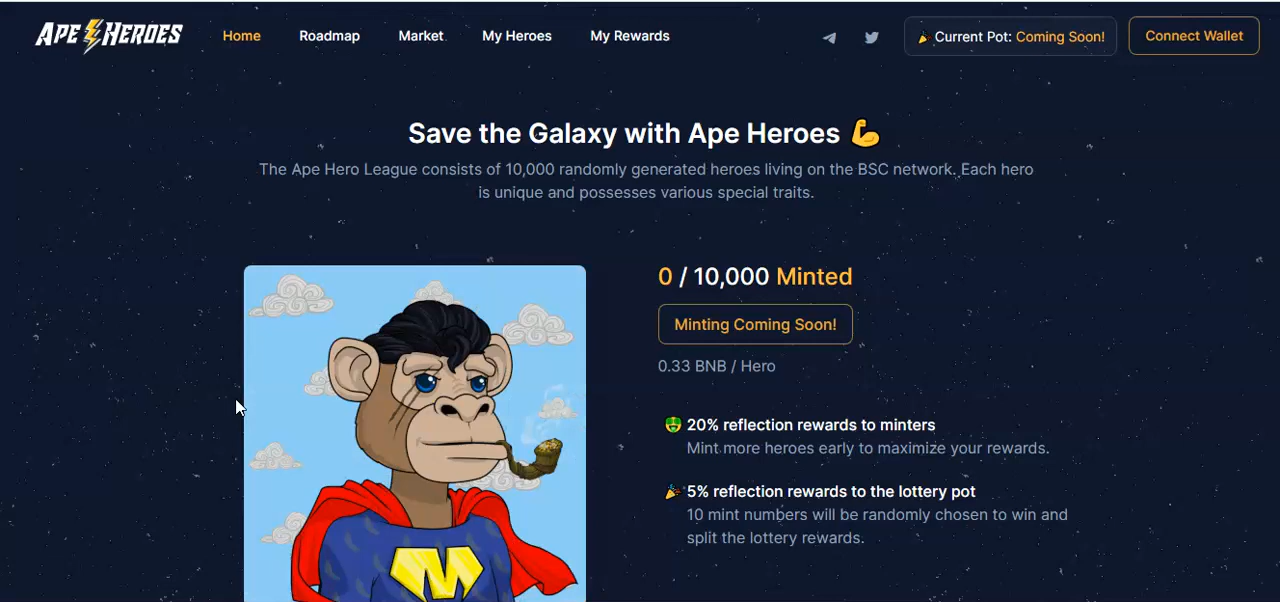 APE HEROES
Home
Roadmap
Market
My Heroes
My Rewards
Current Pot: Coming Soon!
Connect Wallet
Save the Galaxy with Ape Heroes 💪
The Ape Hero League consists of 10,000 randomly generated heroes living on the BSC network. Each hero
is unique and possesses various special traits.
0 / 10,000 Minted
Minting Coming Soon!
0.33 BNB / Hero
20% reflection rewards to minters
Mint more heroes early to maximize your rewards.
5% reflection rewards to the lottery pot
10 mint numbers will be randomly chosen to win and
split the lottery rewards.
M